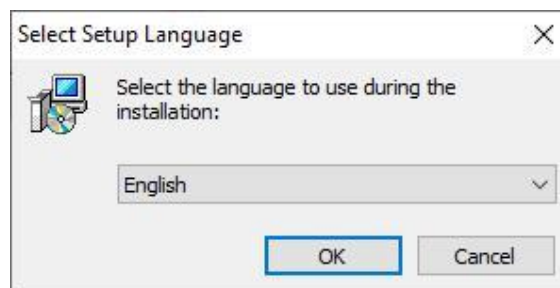 Select Setup Language
Select the language to use during the
installation:
English
OK
Cancel